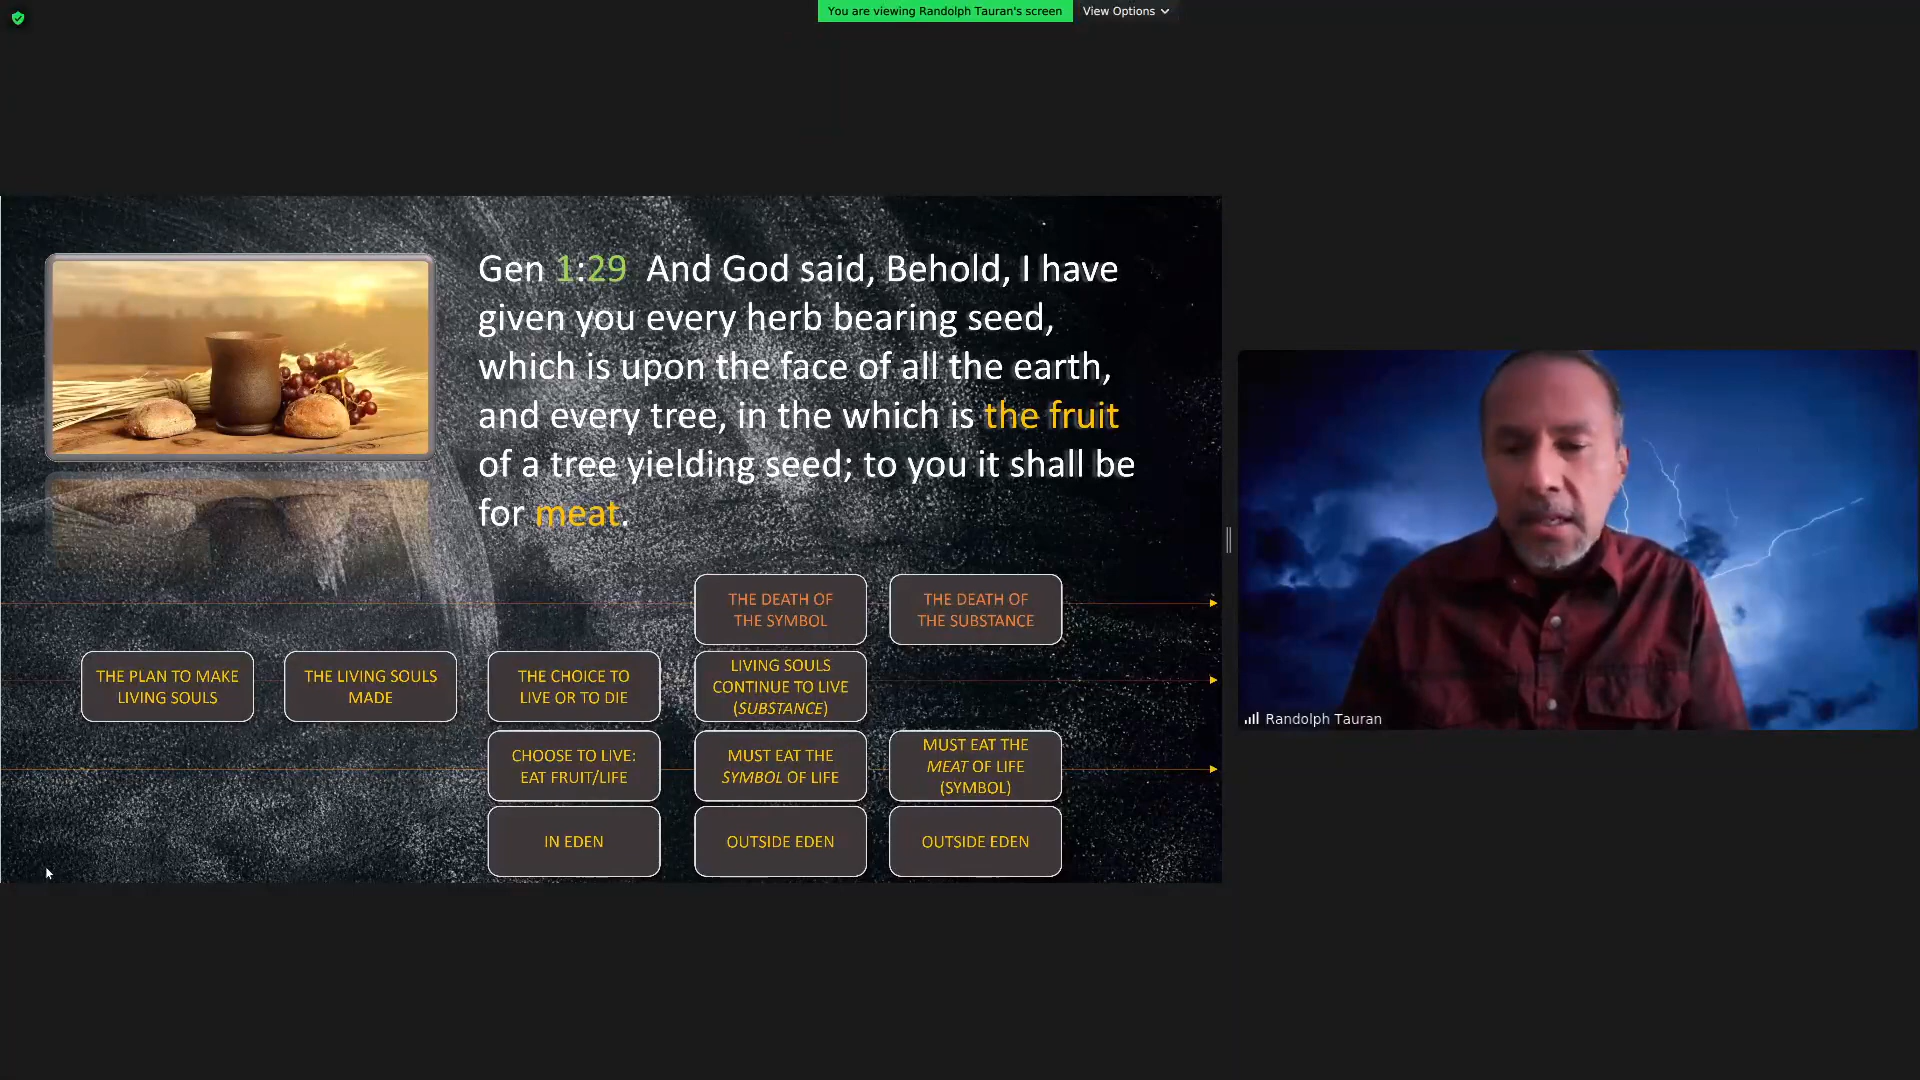 You are viewing Randolph Tauran's screen
View Options
Gen 1:29 And God said, Behold, I have
given you every herb bearing seed,
which is upon the face of all the earth,
and every tree, in the which is the fruit
of a tree yielding seed; to you it shall be
for meat.
THE DEATH OF
THE SYMBOL
THE DEATH OF
THE SUBSTANCE
THE PLAN TO MAKE
LIVING SOULS
THE LIVING SOULS
MADE
THE CHOICE TO
LIVE OR TO DIE
LIVING SOULS
CONTINUE TO LIVE
(SUBSTANCE)
CHOOSE TO LIVE:
EAT FRUIT/LIFE
MUST EAT THE
SYMBOL OF LIFE
MUST EAT THE
MEAT OF LIFE
(SYMBOL)
IN EDEN
OUTSIDE EDEN
OUTSIDE EDEN
Randolph Tauran